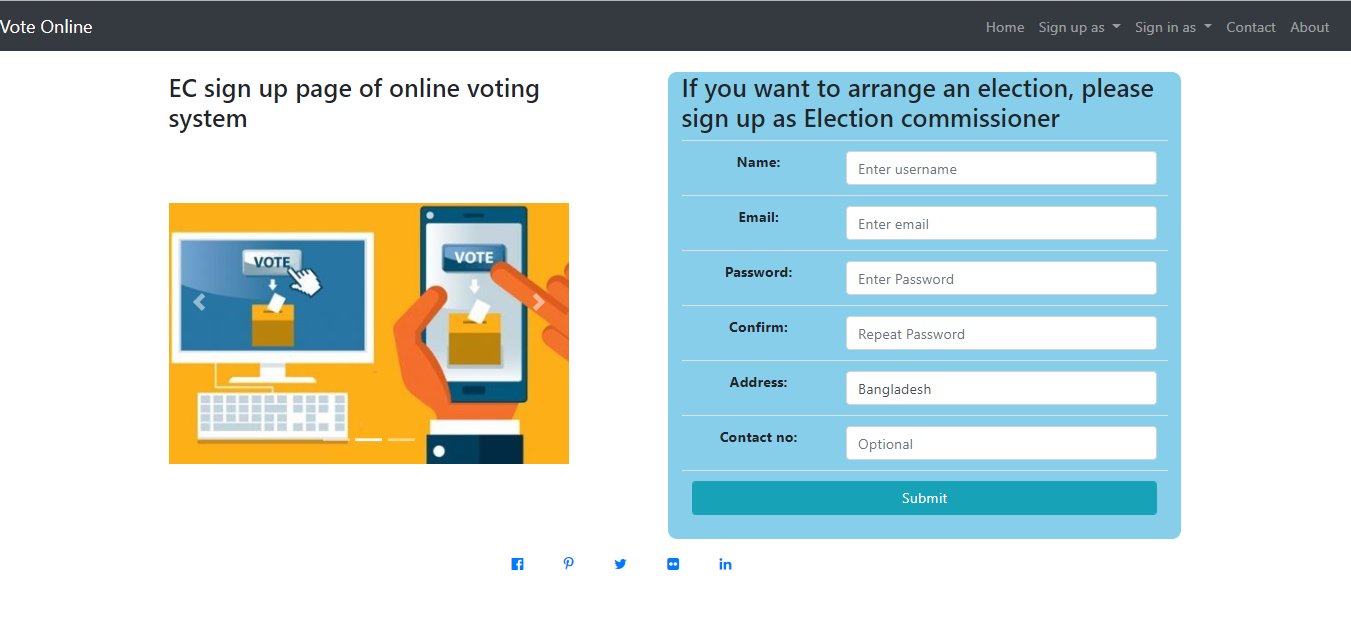 Vote Online
Home Sign up as Sign in as Contact About
EC sign up page of online voting
system
VOTE
VOTE
If you want to arrange an election, please
sign up as Election commissioner
Name: Enter username
Email: Enter email
Password: Enter Password
Confirm: Repeat Password
Address: Bangladesh
Contact no: Optional
Submit